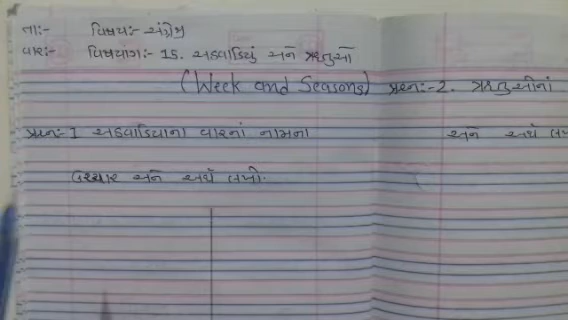 તા:- વિષય:- અંગ્રેજી
વાર:- વિષયાંગ:- 15. અઠવાડિયું અને ઋતુઓ
(Week and Seasons) પ્રશ્ન:-2. ઋતુઓનાં
પ્રશ્ન:-1 અઠવાડિયાના વારનાં નામના અને અર્થ
ઉચ્ચાર અને અર્થ લખો.